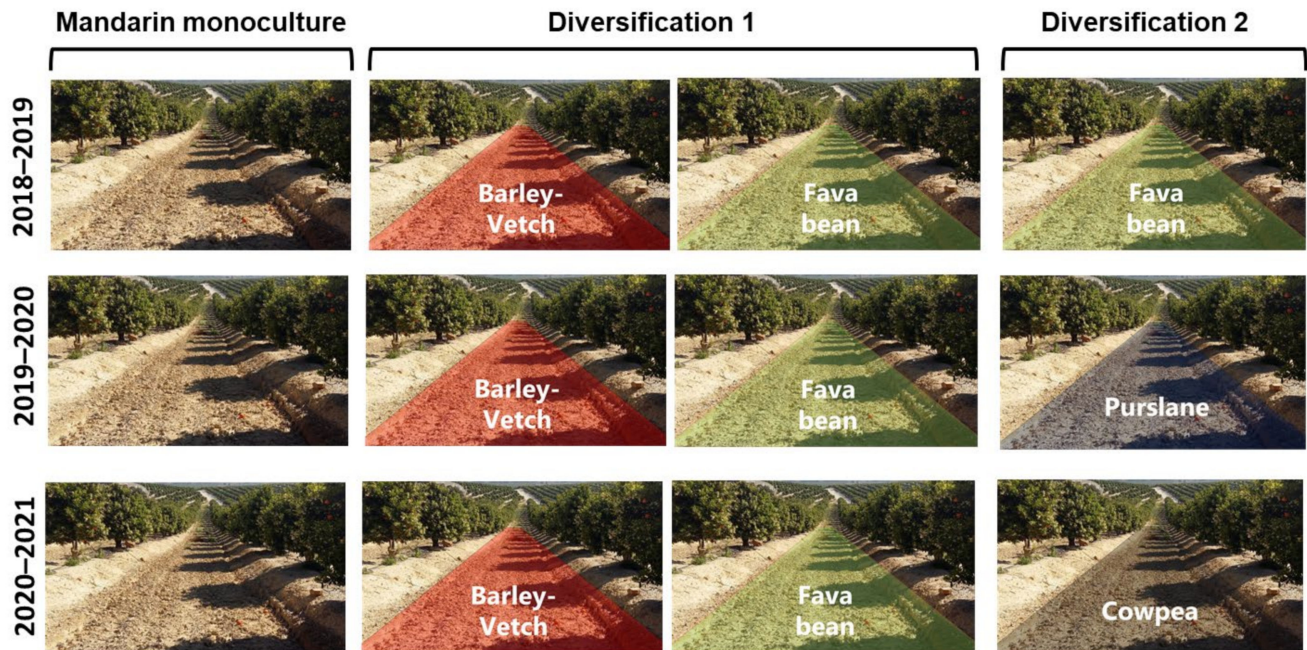 Mandarin monoculture
Diversification 1
Diversification 2
2018–2019
Barley-
Vetch
Fava
bean
Fava
bean
2019–2020
Barley-
Vetch
Fava
bean
Purslane
2020–2021
Barley-
Vetch
Fava
bean
Cowpea